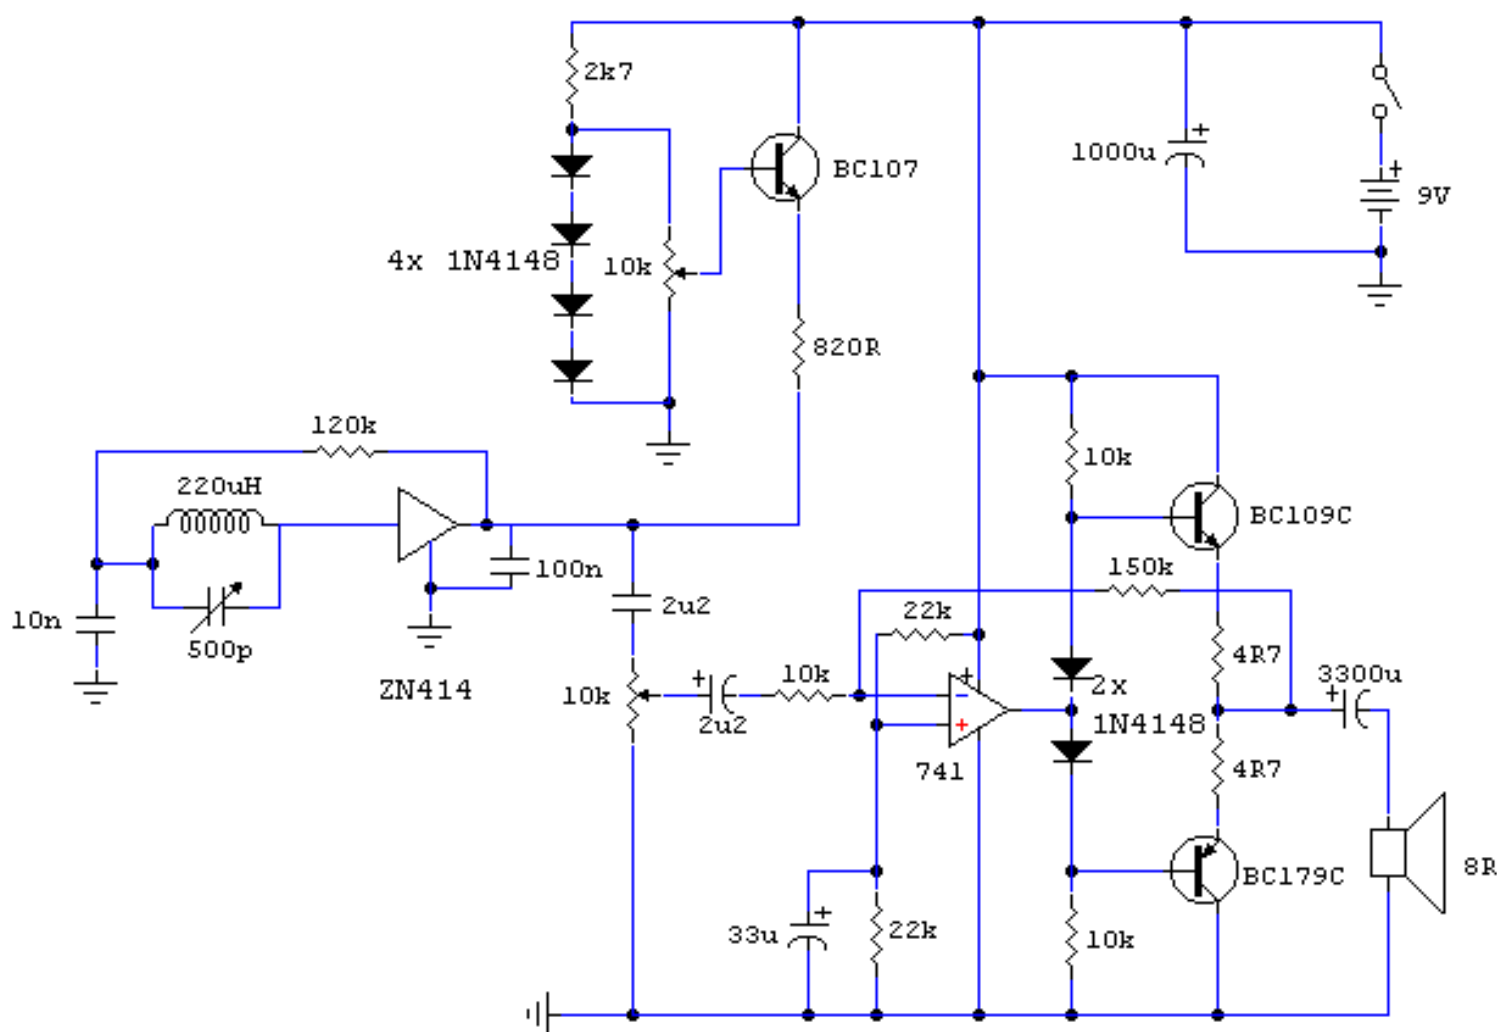 2k7
BC107
1000u
+
+
9V
4x 1N4148
10k
820R
120k
220uH
10k
BC109C
100n
150k
10n
2u2
22k
500p
4R7
3300u
ZN414
10k
+
10k
+
−
2x
+
2u2
+
1N4148
741
4R7
BC179C
8R
+
33u
22k
10k